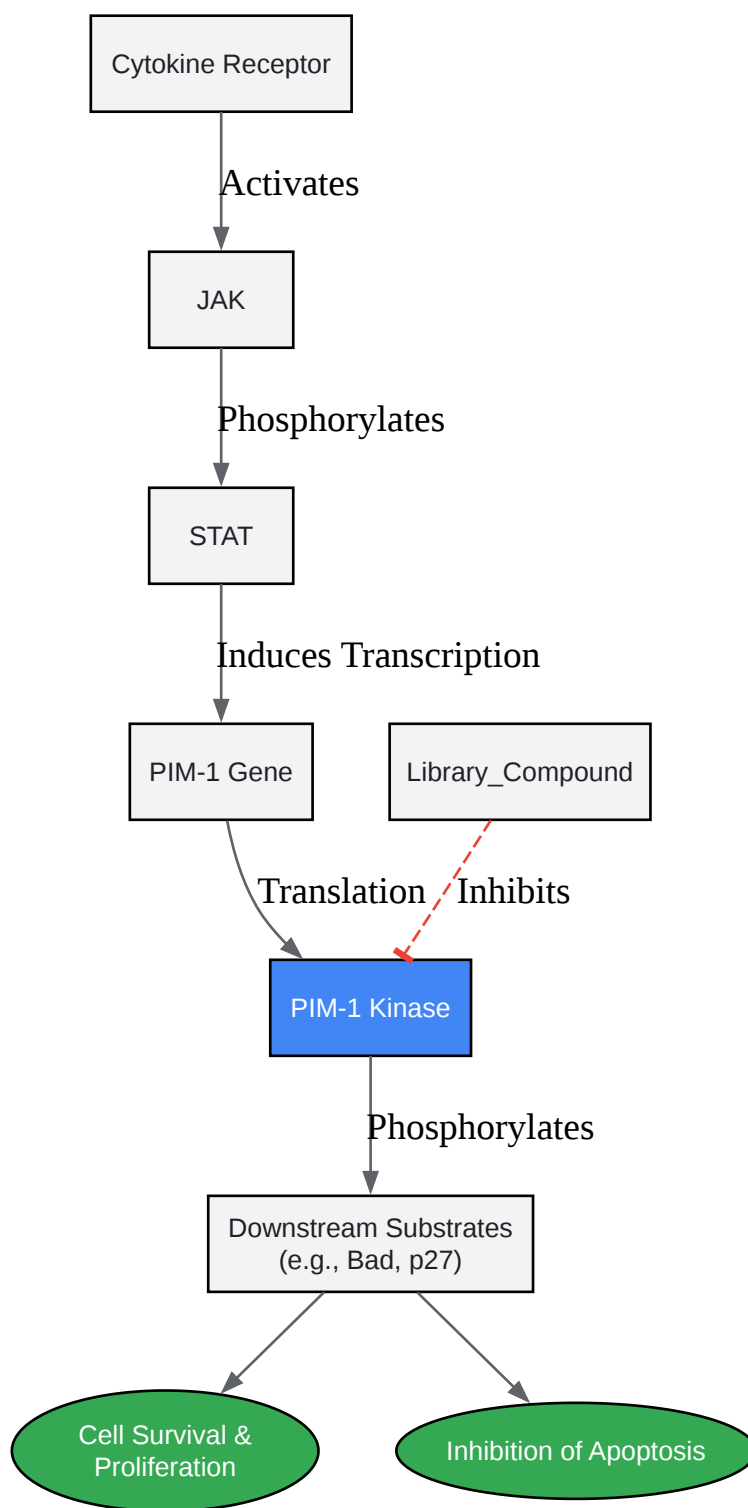 Cytokine Receptor
Activates
JAK
Phosphorylates
STAT
Induces Transcription
PIM-1 Gene
Library_Compound
Translation
Inhibits
PIM-1 Kinase
Phosphorylates
Downstream Substrates
(e.g., Bad, p27)
Cell Survival &
Proliferation
Inhibition of Apoptosis